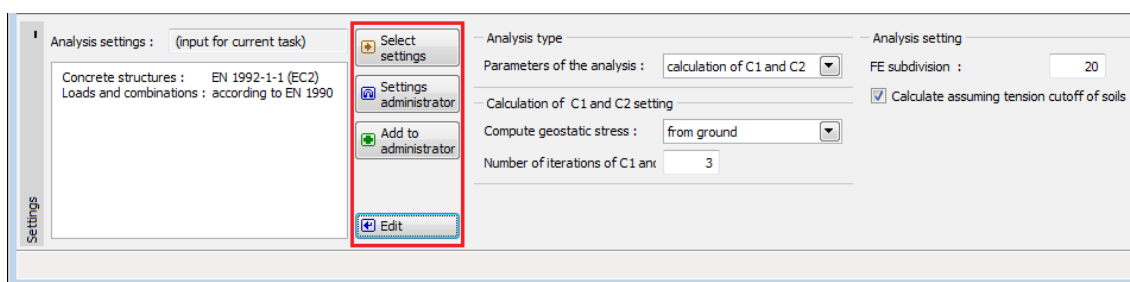 Analysis settings : (input for current task)
Concrete structures : EN 1992-1-1 (EC2)
Loads and combinations : according to EN 1990
Select
settings
Settings
administrator
Add to
administrator
Edit
Analysis type
Parameters of the analysis : calculation of C1 and C2
Calculation of C1 and C2 setting
Compute geostatic stress : from ground
Number of iterations of C1 and 3
Analysis setting
FE subdivision : 20
Calculate assuming tension cutoff of soils
Settings